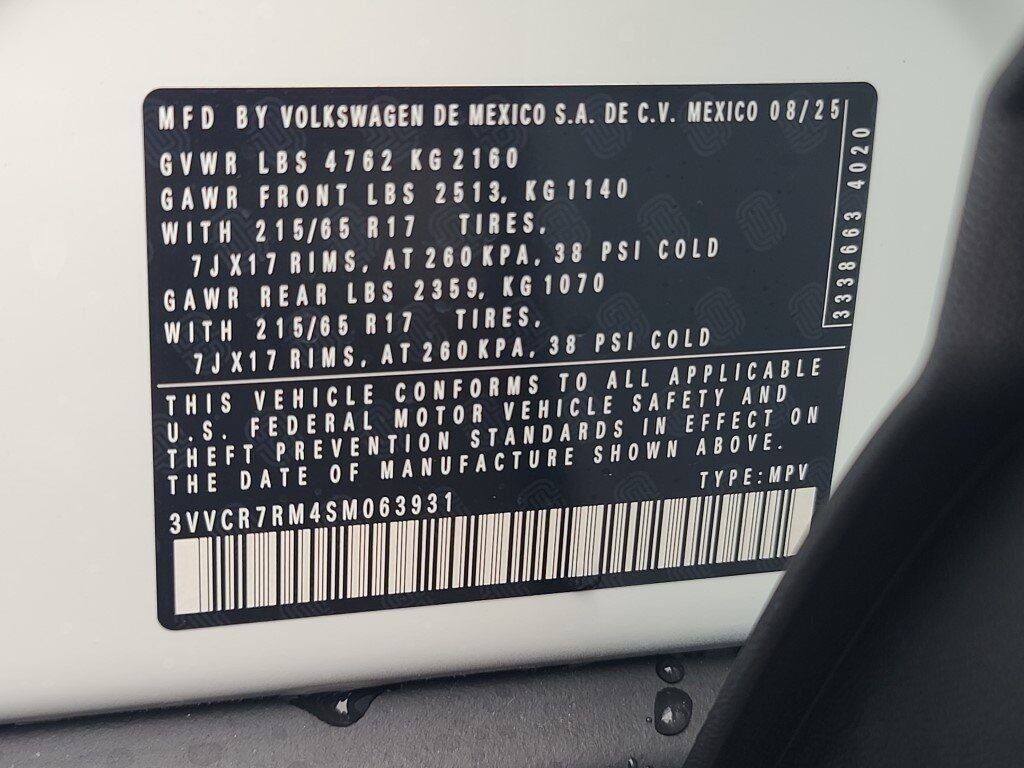 MFD BY VOLKSWAGEN DE MEXICO S.A. DE C.V. MEXICO 08/25
GVWR LBS 4762 KG 2160
GAWR FRONT LBS 2513, KG 1140
WITH 215/65 R17 TIRES,
7JX17 RIMS, AT 260 KPA, 38 PSI COLD
GAWR REAR LBS 2359, KG 1070
WITH 215/65 R17 TIRES,
7JX17 RIMS, AT 260 KPA, 38 PSI COLD
3338663 4020
THIS VEHICLE CONFORMS TO ALL APPLICABLE
U.S. FEDERAL MOTOR VEHICLE SAFETY AND
THEFT PREVENTION STANDARDS IN EFFECT ON
THE DATE OF MANUFACTURE SHOWN ABOVE.
TYPE: MPV
3VVCR7RM4SM063931